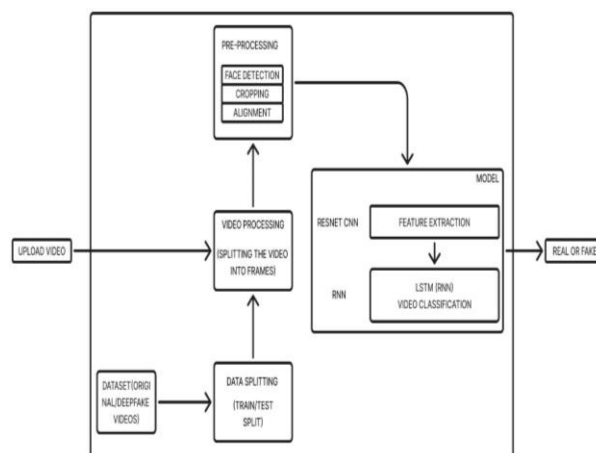 PRE-PROCESSING
FACE DETECTION
CROPPING
ALIGNMENT
MODEL
RESNET CNN
FEATURE EXTRACTION
UPLOAD VIDEO
VIDEO PROCESSING
(SPLITTING THE VIDEO
INTO FRAMES)
REAL OR FAKE
RNN
LSTM (RNN)
VIDEO CLASSIFICATION
DATASET(ORIGI
NAL/DEEPFAKE
VIDEOS)
DATA SPLITTING
(TRAIN/TEST
SPLIT)